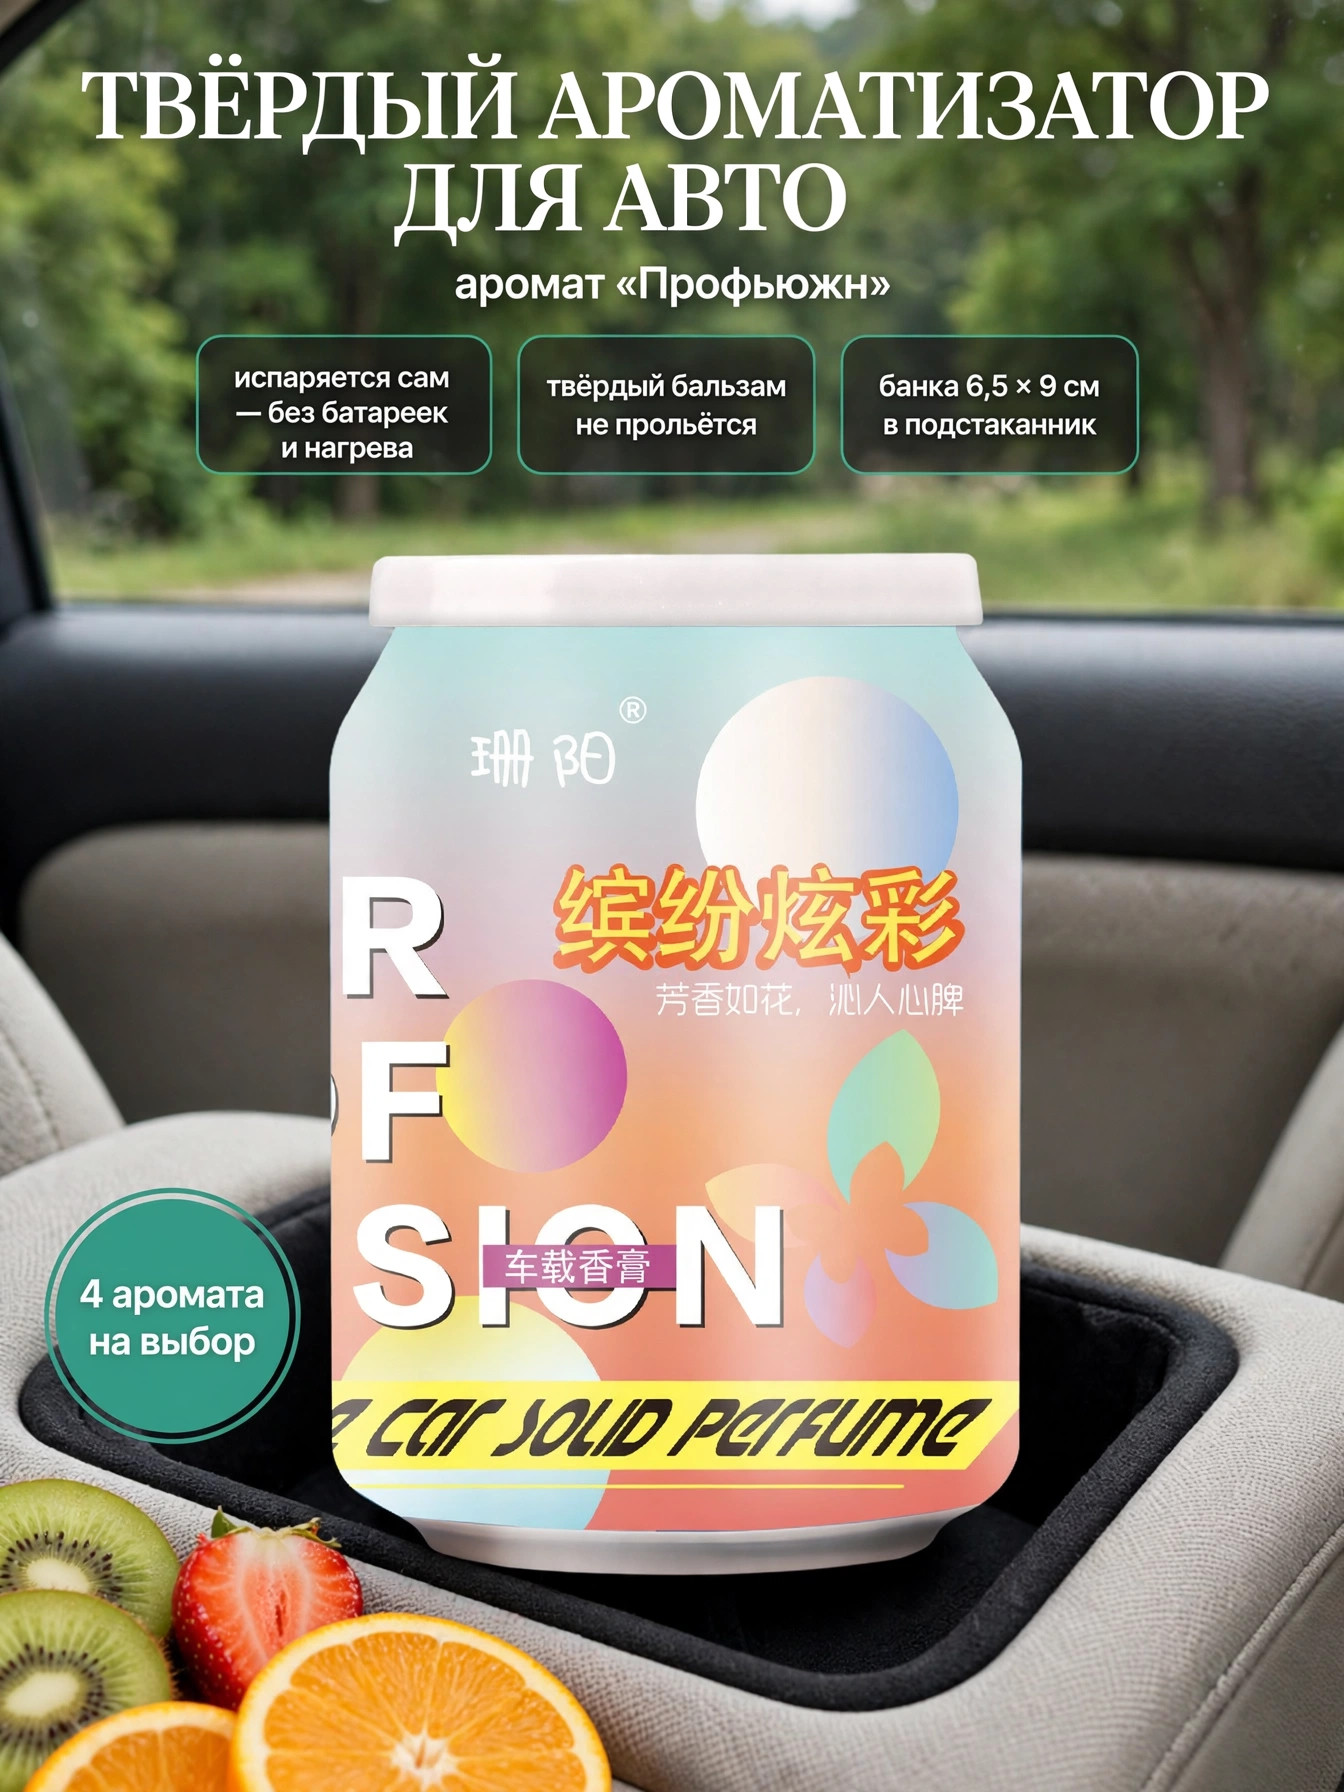 ТВЁРДЫЙ АРОМАТИЗАТОР
ДЛЯ АВТО
аромат «Профьюжн»
испаряется сам
— без батареек
и нагрева
твёрдый бальзам
не прольётся
банка 6,5 × 9 см
в подстаканник
珊阳®
R
缤纷炫彩
芳香如花，沁人心脾
F
SION
车载香膏
e car solid perfume
4 аромата
на выбор